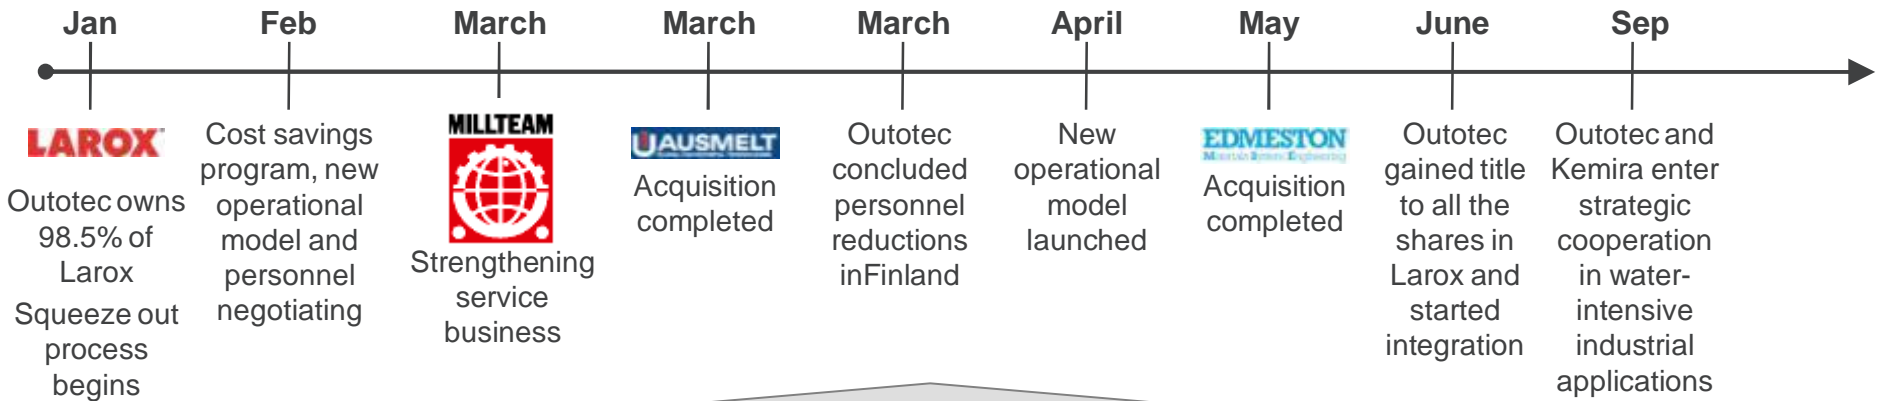 Jan
Feb
March
March
March
April
May
June
Sep
LAROX
Outotec owns
98.5% of
Larox
Squeeze out
process
begins
Cost savings
program, new
operational
model and
personnel
negotiating
MILLTEAM
Strengthening
service
business
AUSMELT
Acquisition
completed
Outotec
concluded
personnel
reductions
inFinland
New
operational
model
launched
EDMESTON
Materials Systems Engineering
Acquisition
completed
Outotec
gained title
to all the
shares in
Larox and
started
integration
Outotec and
Kemira enter
strategic
cooperation
in water-
intensive
industrial
applications